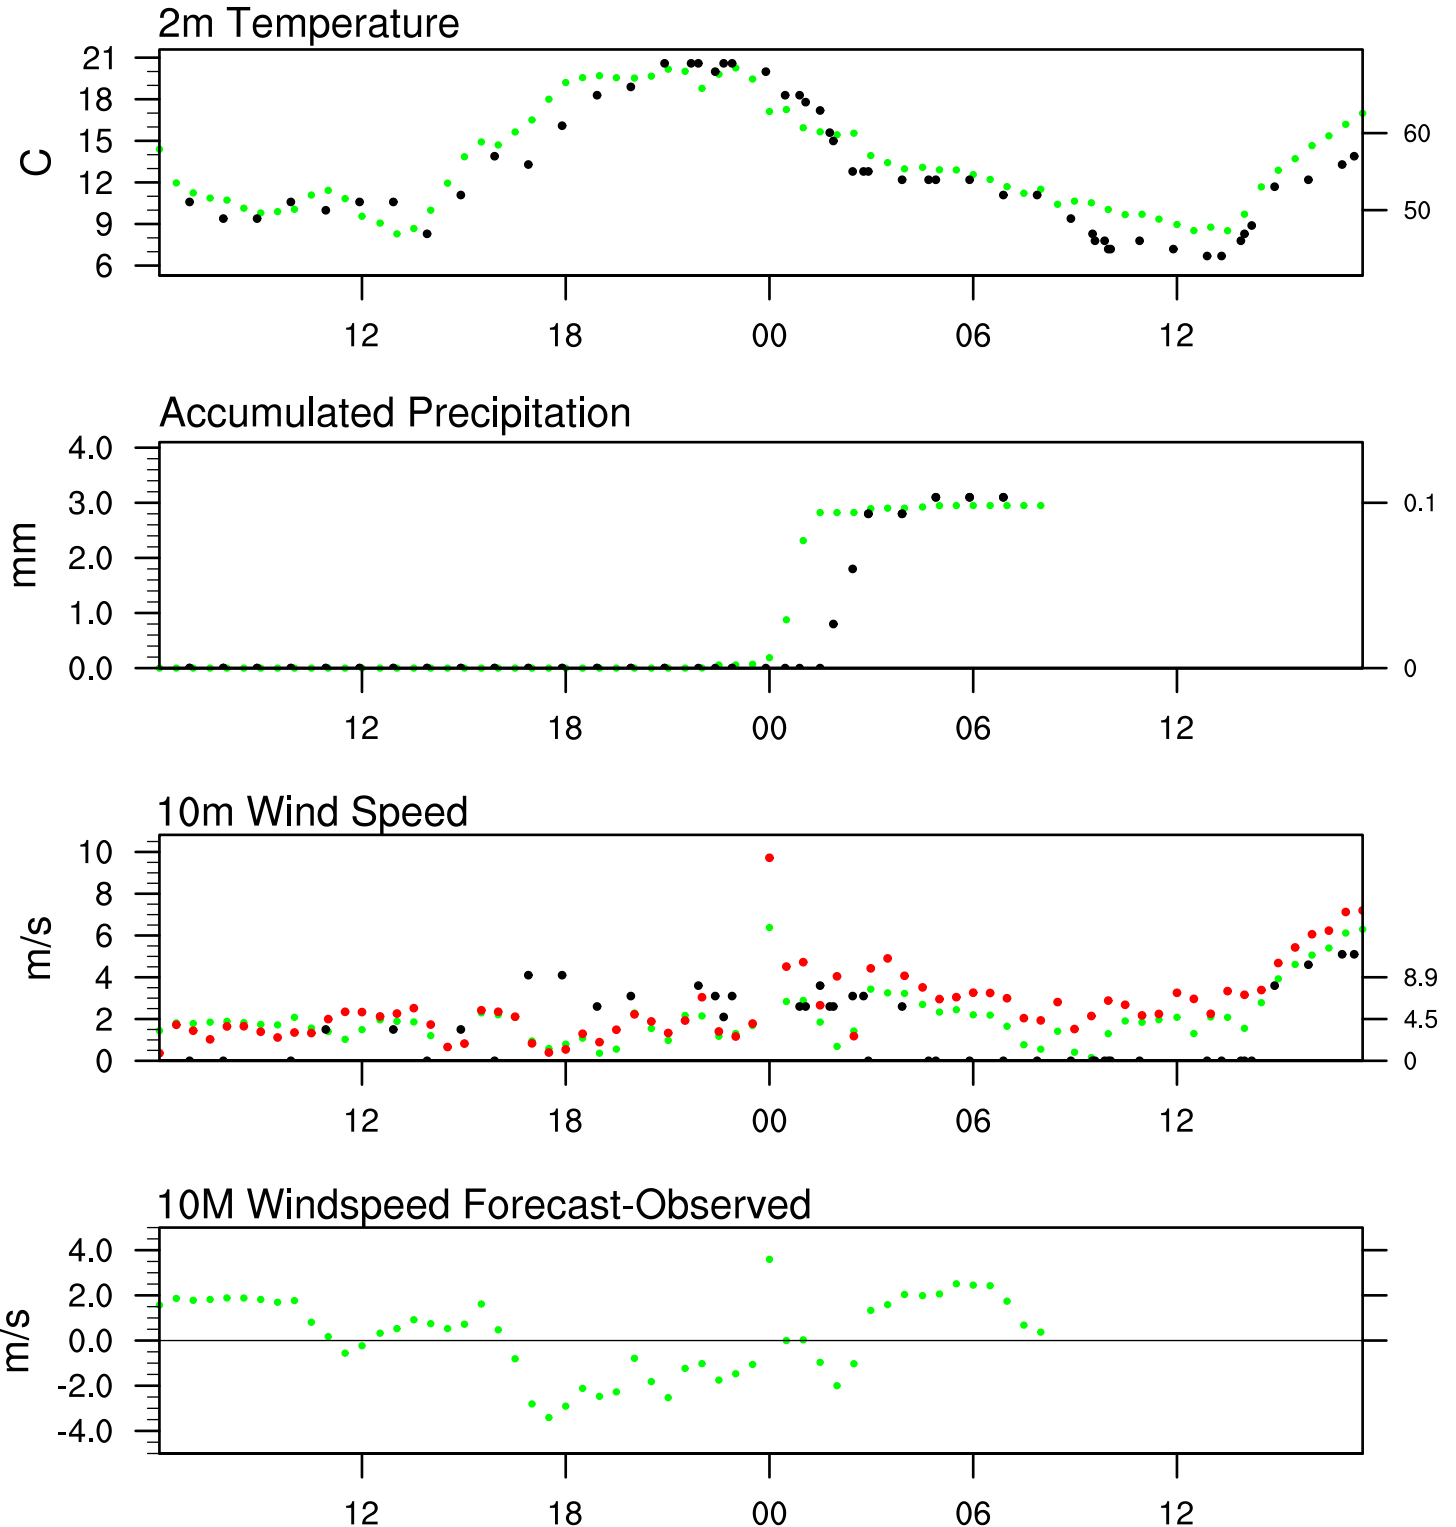 2m Temperature
21
18
15
12
9
6
C
60
50
12 18 00 06 12
Accumulated Precipitation
4.0
3.0
2.0
1.0
0.0
mm
0.1
0
12 18 00 06 12
10m Wind Speed
10
8
6
4
2
0
m/s
8.9
4.5
0
12 18 00 06 12
10M Windspeed Forecast-Observed
4.0
2.0
0.0
-2.0
-4.0
m/s
12 18 00 06 12